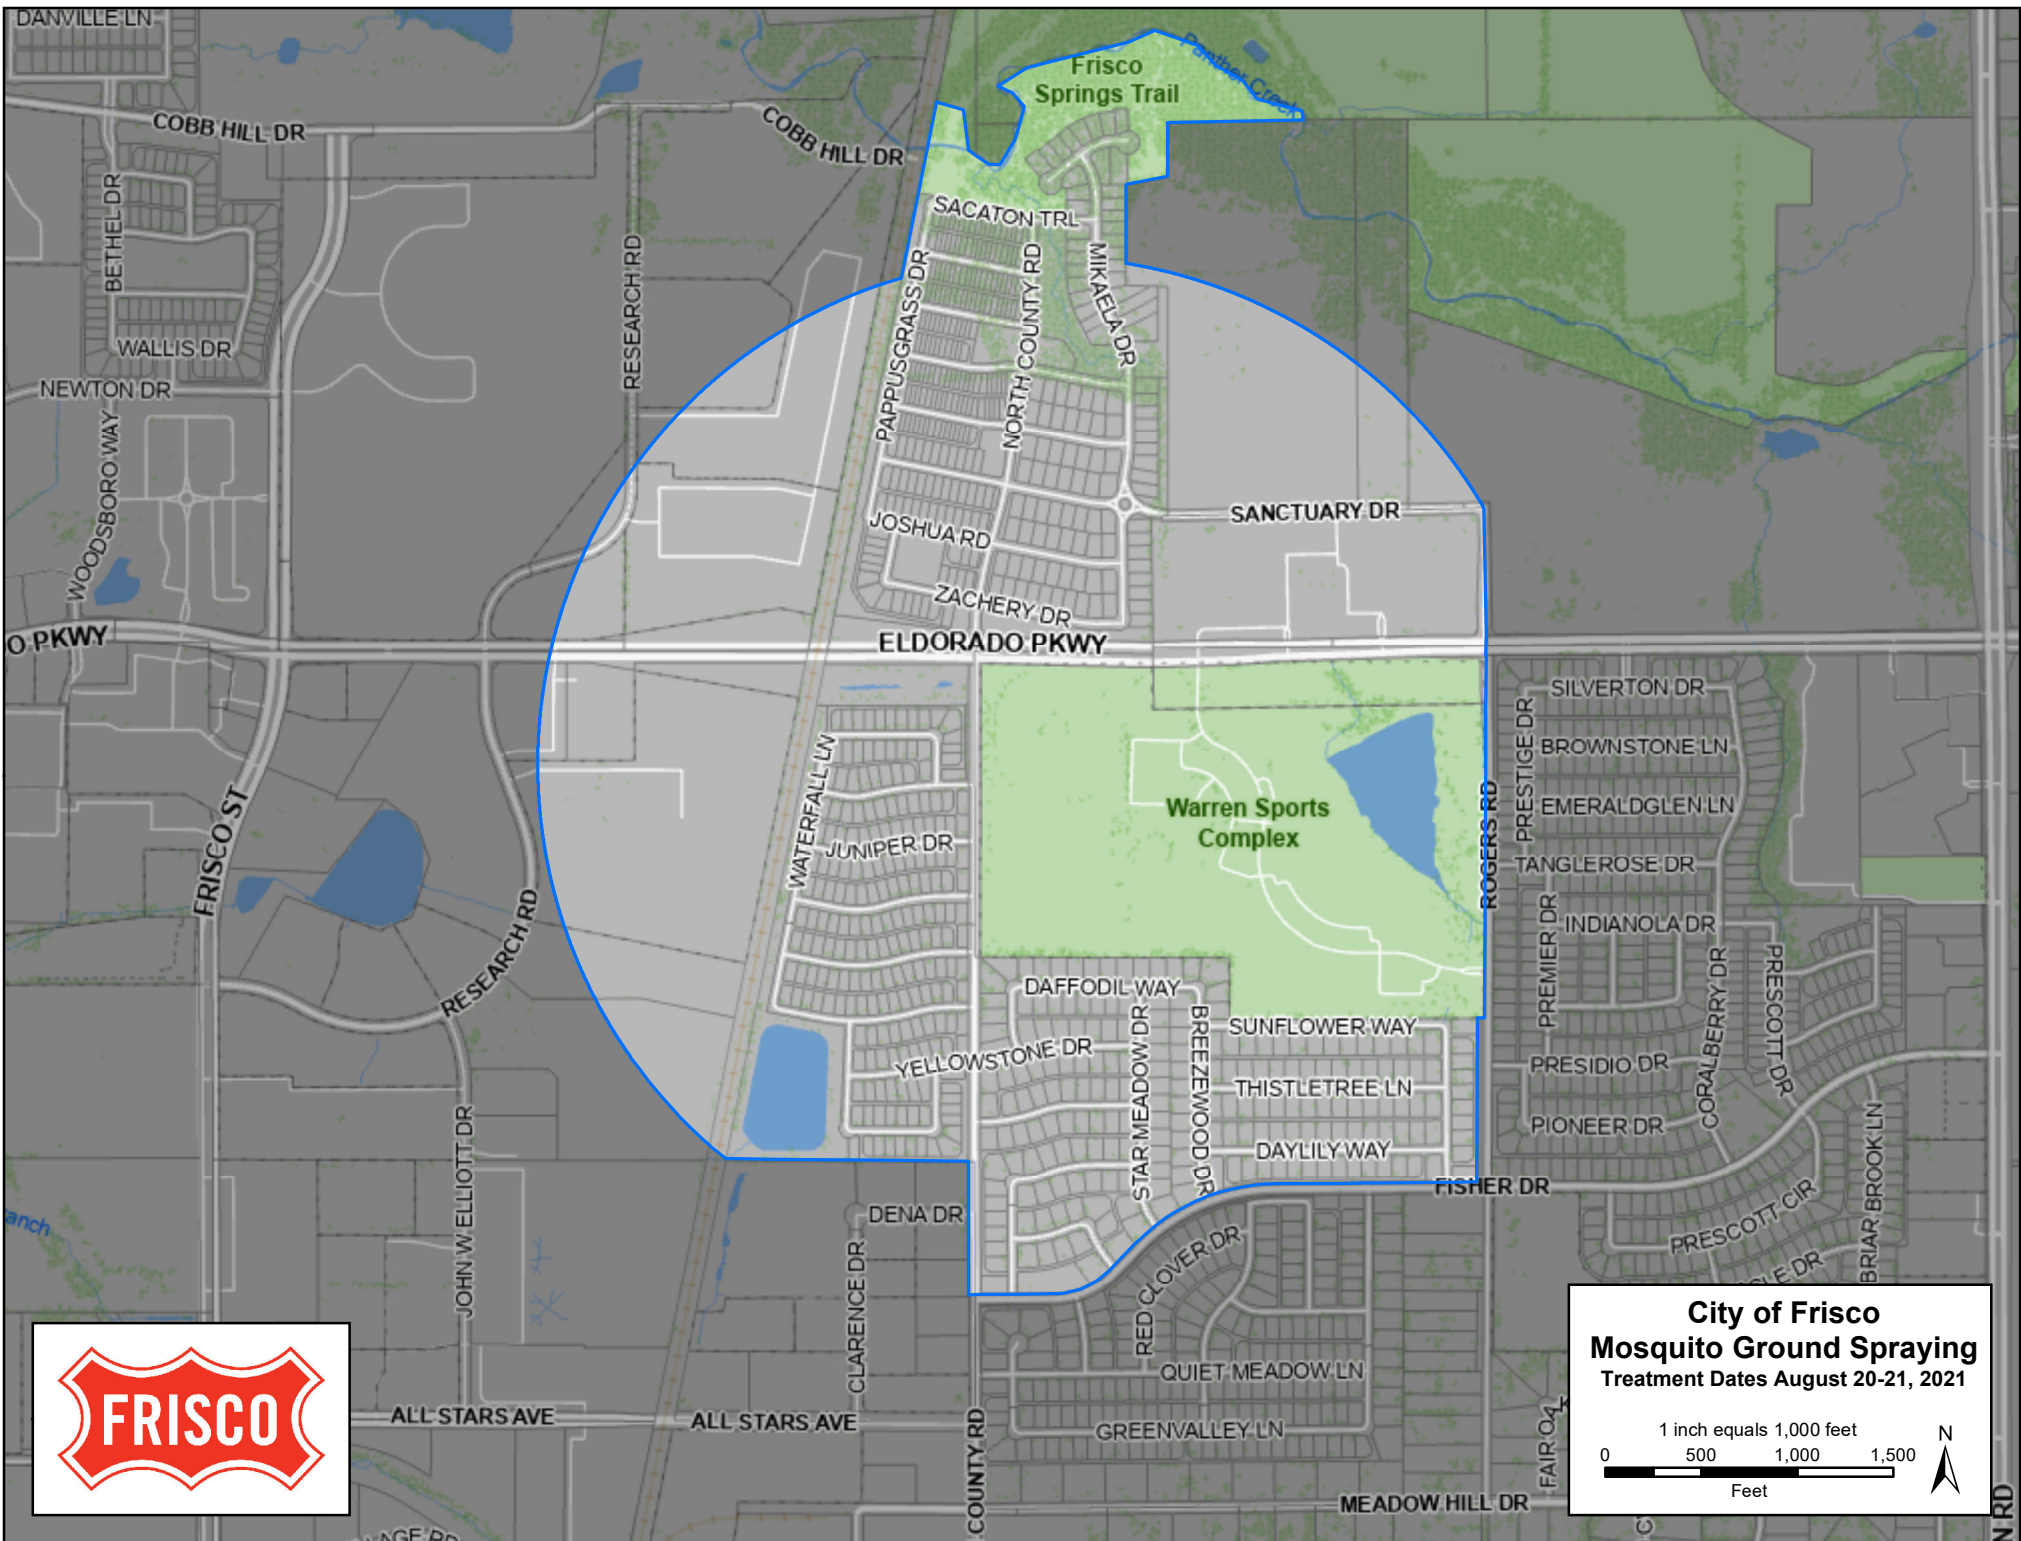 DANVILLE LN
Panther Creek
Frisco
Springs Trail
COBB HILL DR
COBB HILL DR
BETHEL DR
SACATON TRL
RESEARCH RD
PAPPUSGRASS DR
NORTH COUNTY RD
MIKAELA DR
WALLIS DR
NEWTON DR
WOODSBORO WAY
SANCTUARY DR
JOSHUA RD
ZACHERY DR
O PKWY
ELDORADO PKWY
SILVERTON DR
PRESTIGE DR
BROWNSTONE LN
WATERFALL LN
EMERALDGLEN LN
Warren Sports
Complex
FRISCO ST
JUNIPER DR
ROGERS RD
TANGLEROSE DR
PREMIER DR
INDIANOLA DR
RESEARCH RD
DAFFODIL WAY
CORALBERRY DR
PRESCOTT DR
STAR MEADOW DR
BREEZEWOOD DR
SUNFLOWER WAY
YELLOWSTONE DR
PRESIDIO DR
THISTLETREE LN
PIONEER DR
DAYLILY WAY
JOHN W ELLIOTT DR
BRIAR BROOK LN
FISHER DR
anch
DENA DR
PRESCOTT CIR
CLE DR
CLARENCE DR
RED CLOVER DR
QUIET MEADOW LN
ALL STARS AVE
ALL STARS AVE
GREENVALLEY LN
COUNTY RD
FAIR OA
MEADOW HILL DR
N RD
FRISCO
City of Frisco
Mosquito Ground Spraying
Treatment Dates August 20-21, 2021
1 inch equals 1,000 feet
0 500 1,000 1,500
Feet
N